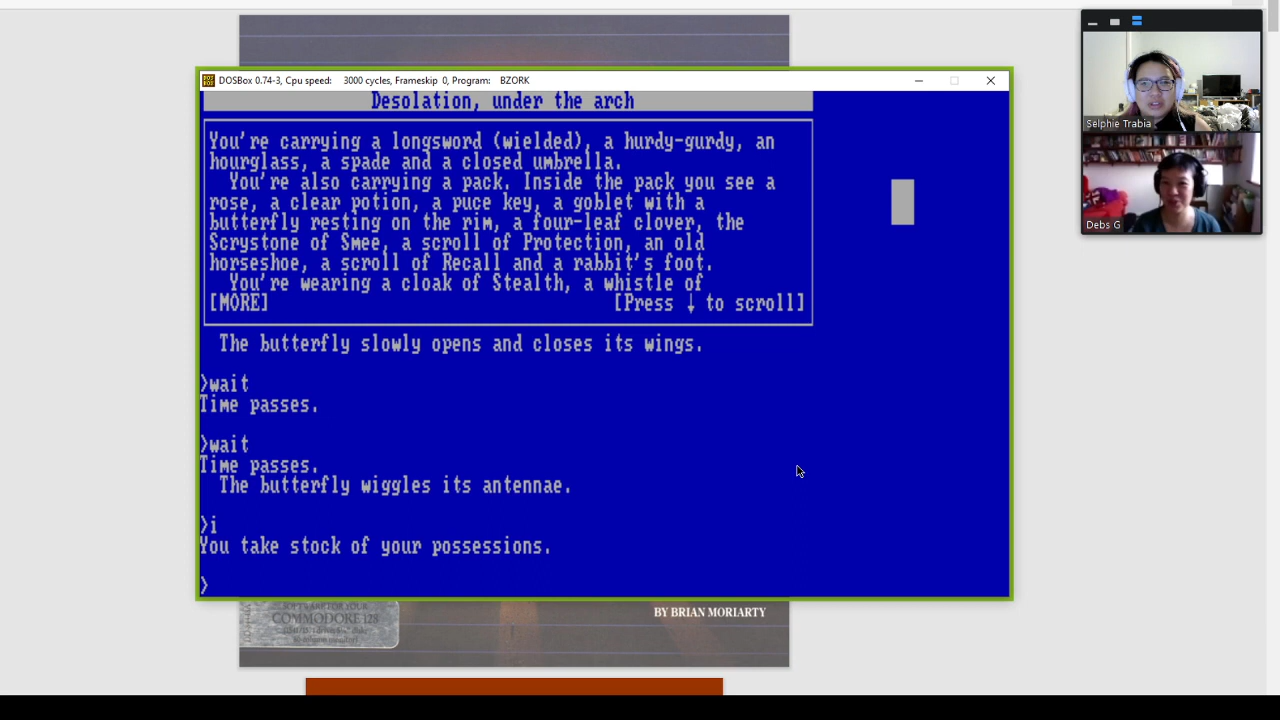 DOSBox 0.74-3, Cpu speed:    3000 cycles, Frameskip  0, Program:   BZORK
Desolation, under the arch
You're carrying a longsword (wielded), a hurdy-gurdy, an
hourglass, a spade and a closed umbrella.
You're also carrying a pack. Inside the pack you see a
rose, a clear potion, a puce key, a goblet with a
butterfly resting on the rim, a four-leaf clover, the
Scrystone of Smee, a scroll of Protection, an old
horseshoe, a scroll of Recall and a rabbit's foot.
You're wearing a cloak of Stealth, a whistle of
[MORE] [Press ↓ to scroll]
The butterfly slowly opens and closes its wings.
>wait
Time passes.
>wait
Time passes.
The butterfly wiggles its antennae.
>i
You take stock of your possessions.
>
SOFTWARE FOR YOUR
COMMODORE 128
BY BRIAN MORIARTY
Selphie Trabia
Debs G